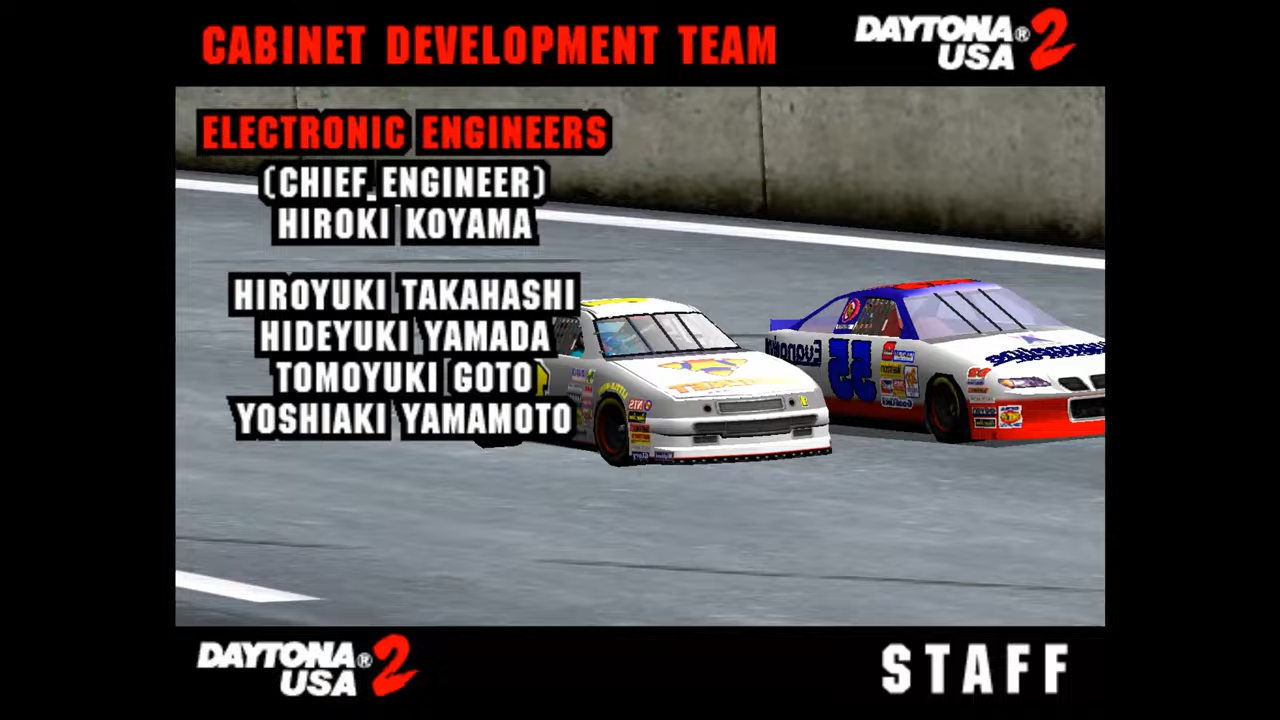 CABINET DEVELOPMENT TEAM
DAYTONA®
USA 2
ELECTRONIC ENGINEERS
(CHIEF ENGINEER)
HIROKI KOYAMA
HIROYUKI TAKAHASHI
HIDEYUKI YAMADA
TOMOYUKI GOTO
YOSHIAKI YAMAMOTO
55
DAYTONA®
USA 2
STAFF